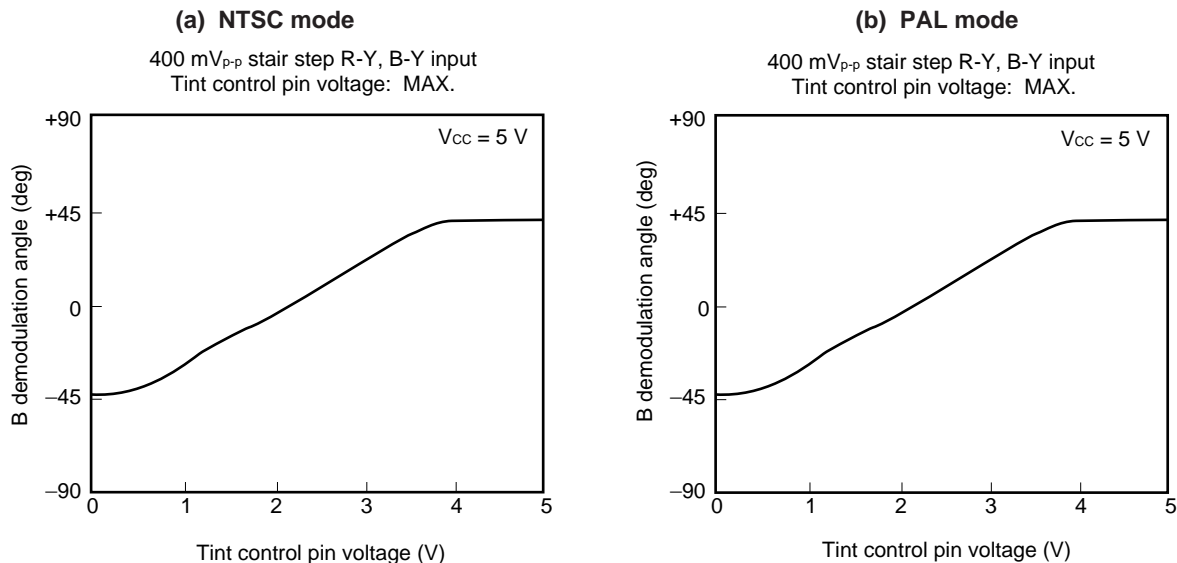 (a) NTSC mode
400 mVp-p stair step R-Y, B-Y input
Tint control pin voltage: MAX.
VCC = 5 V
B demodulation angle (deg)
+90
+45
0
–45
–90
0 1 2 3 4 5
Tint control pin voltage (V)
(b) PAL mode
400 mVp-p stair step R-Y, B-Y input
Tint control pin voltage: MAX.
VCC = 5 V
B demodulation angle (deg)
+90
+45
0
–45
–90
0 1 2 3 4 5
Tint control pin voltage (V)